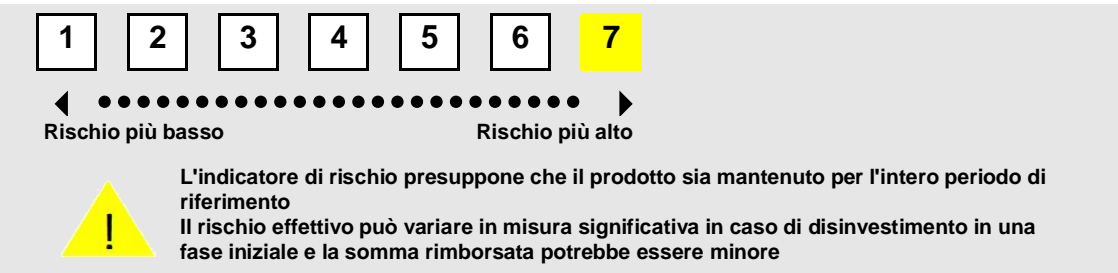 1 2 3 4 5 6 7
Rischio più basso Rischio più alto
L'indicatore di rischio presuppone che il prodotto sia mantenuto per l'intero periodo di
riferimento
Il rischio effettivo può variare in misura significativa in caso di disinvestimento in una
fase iniziale e la somma rimborsata potrebbe essere minore
!